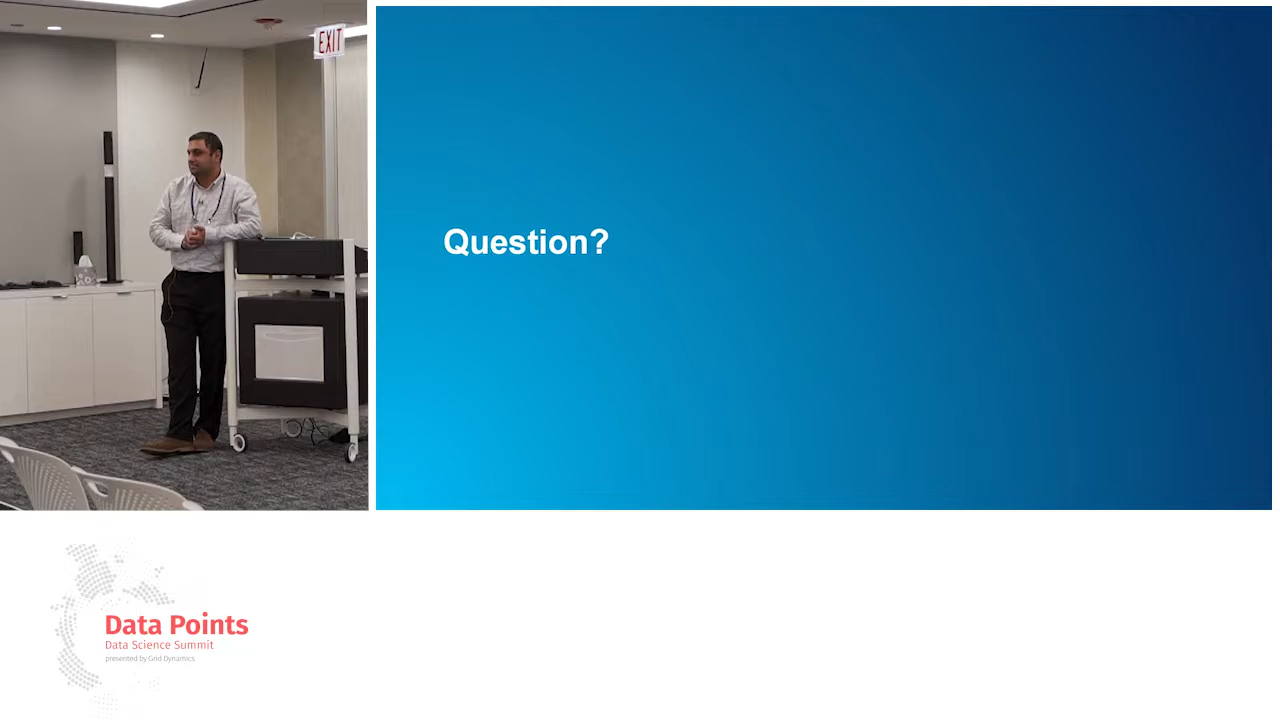 EXIT
Question?
Data Points
Data Science Summit
presented by Grid Dynamics